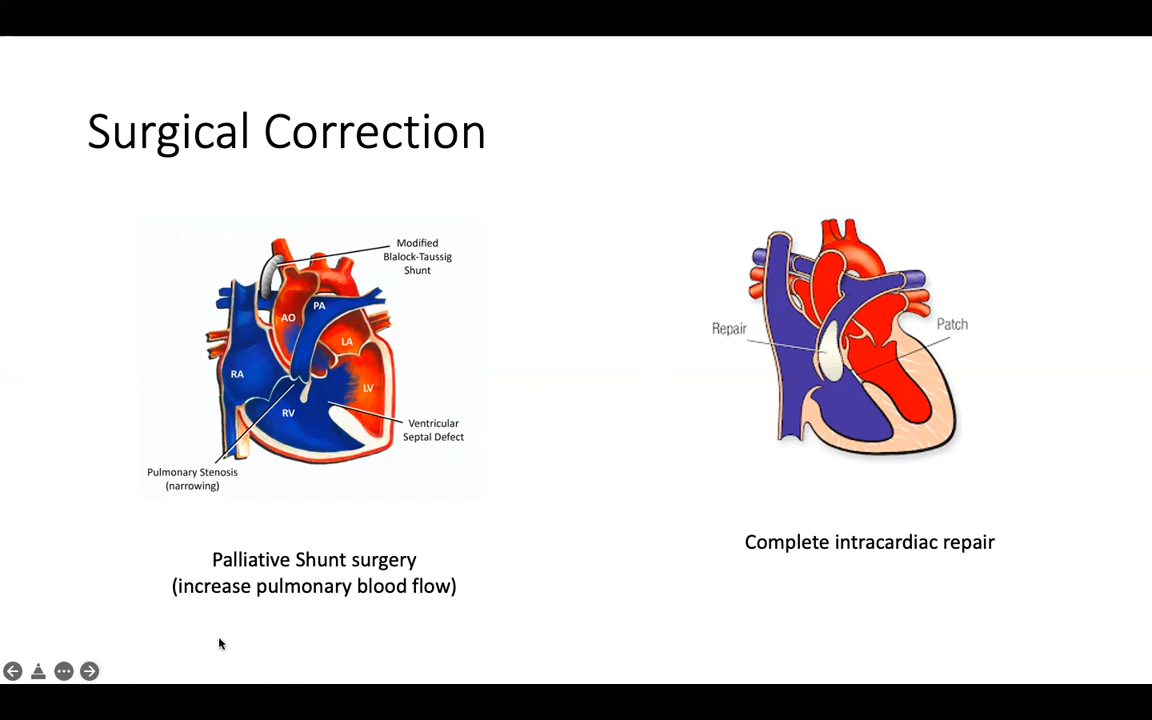 Surgical Correction
Modified
Blalock-Taussig
Shunt
PA
AO
LA
RA
LV
RV
Ventricular
Septal Defect
Pulmonary Stenosis
(narrowing)
Palliative Shunt surgery
(increase pulmonary blood flow)
Repair
Patch
Complete intracardiac repair